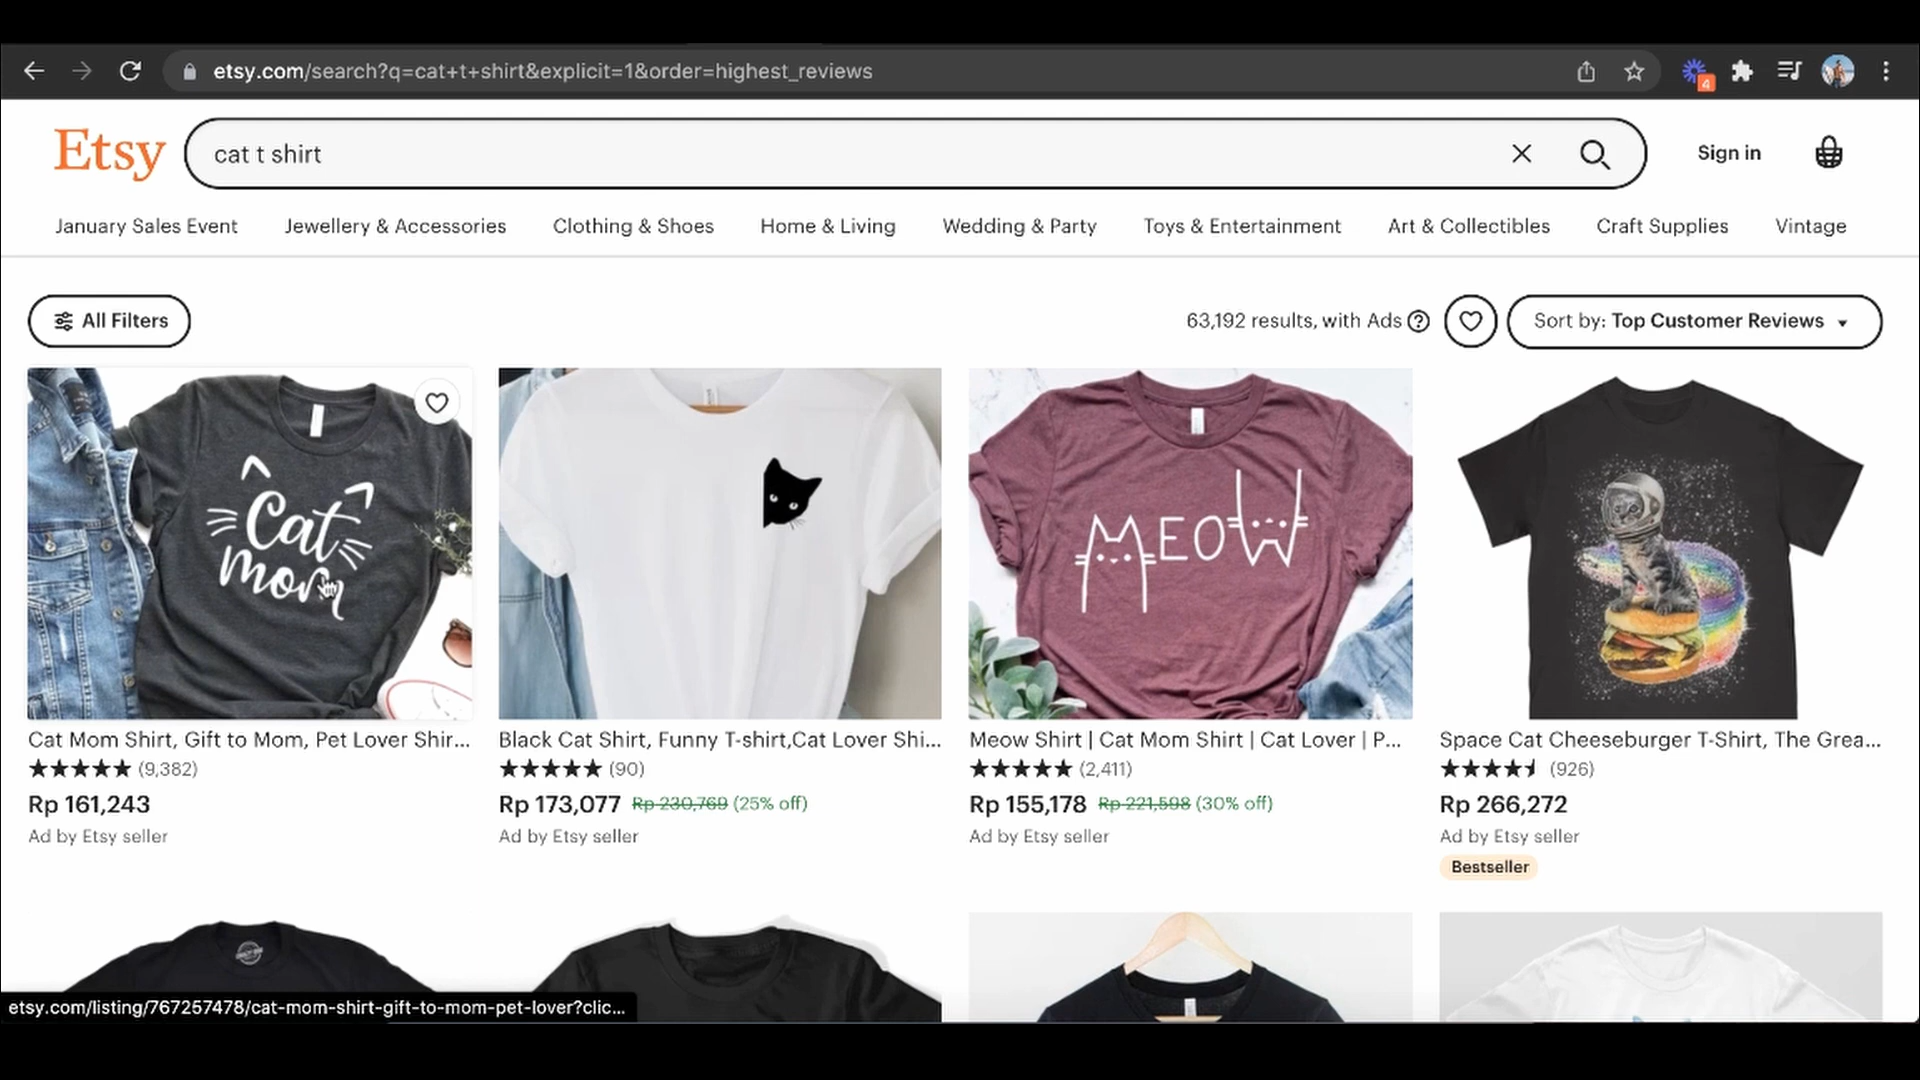 etsy.com/search?q=cat+t+shirt&explicit=1&order=highest_reviews
4
Etsy
cat t shirt
Sign in
January Sales Event
Jewellery & Accessories
Clothing & Shoes
Home & Living
Wedding & Party
Toys & Entertainment
Art & Collectibles
Craft Supplies
Vintage
All Filters
63,192 results, with Ads ?
Sort by: Top Customer Reviews
Cat
mom
MEOW
Cat Mom Shirt, Gift to Mom, Pet Lover Shir...
(9,382)
Rp 161,243
Ad by Etsy seller
Black Cat Shirt, Funny T-shirt,Cat Lover Shi...
(90)
Rp 173,077 Rp 230,769 (25% off)
Ad by Etsy seller
Meow Shirt | Cat Mom Shirt | Cat Lover | P...
(2,411)
Rp 155,178 Rp 221,598 (30% off)
Ad by Etsy seller
Space Cat Cheeseburger T-Shirt, The Grea...
(926)
Rp 266,272
Ad by Etsy seller
Bestseller
etsy.com/listing/767257478/cat-mom-shirt-gift-to-mom-pet-lover?clic...